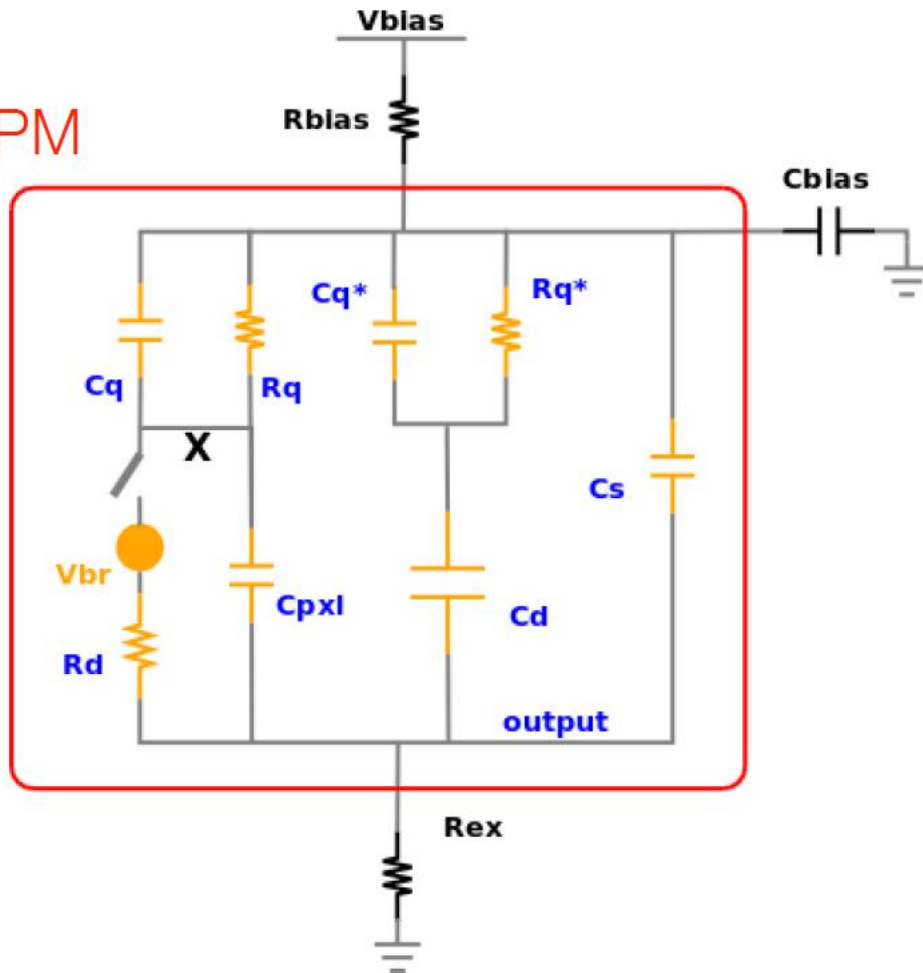 Vbias
Rbias
PM
Cbias
Cq*
Rq*
Cq
Rq
X
Cs
Vbr
Cpxl
Cd
Rd
output
Rex